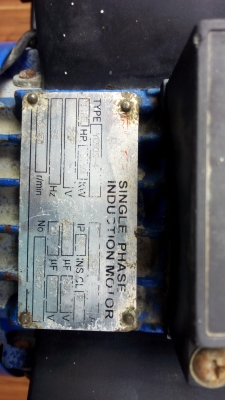 SINGLE PHASE
INDUCTION MOTOR
TYPE
HP KW IP INS.CL
V µF V
Hz µF V
r/min No